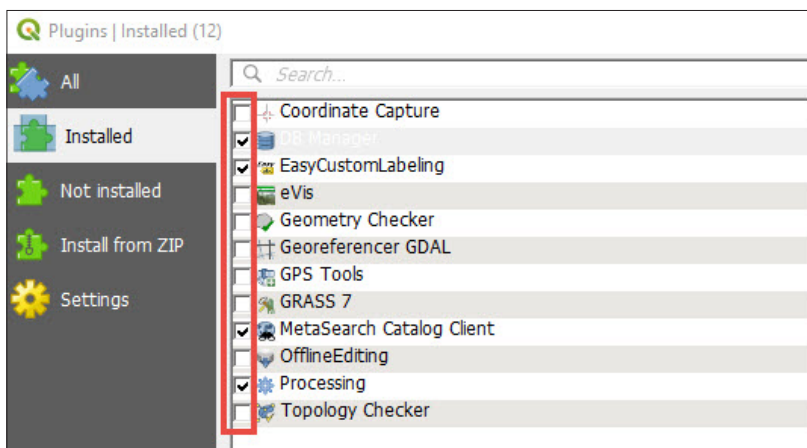 Plugins | Installed (12)
All
Installed
Not installed
Install from ZIP
Settings
Search...
Coordinate Capture
DB Manager
EasyCustomLabeling
eVis
Geometry Checker
Georeferencer GDAL
GPS Tools
GRASS 7
MetaSearch Catalog Client
OfflineEditing
Processing
Topology Checker